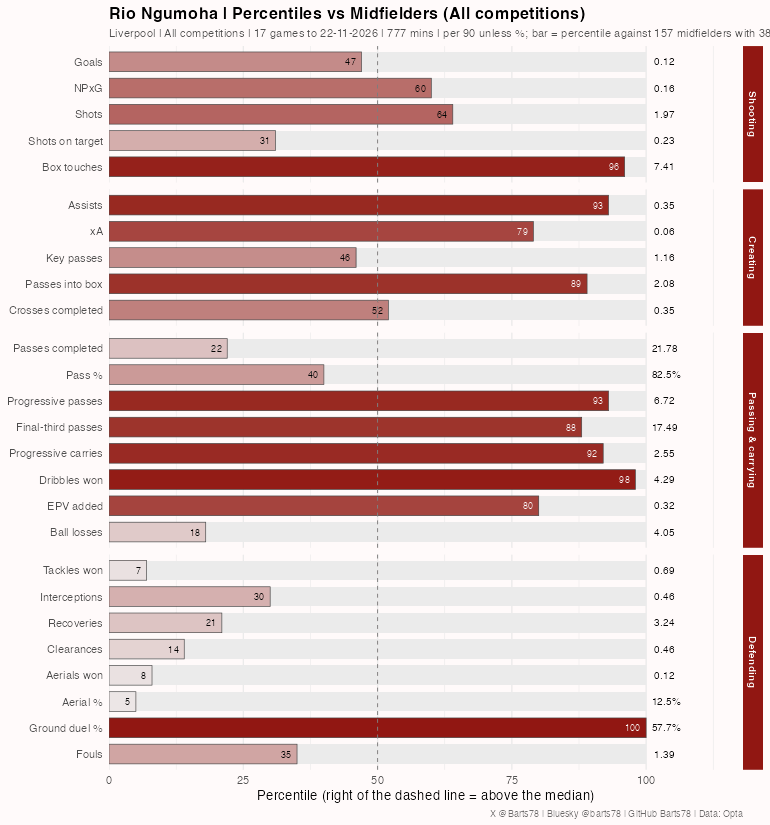 Rio Ngumoha | Percentiles vs Midfielders (All competitions)
Liverpool | All competitions | 17 games to 22-11-2026 | 777 mins | per 90 unless %; bar = percentile against 157 midfielders with 38
Goals 47 0.12
NPxG 60 0.16
Shots 64 1.97
Shots on target 31 0.23
Box touches 96 7.41
Shooting
Assists 93 0.35
xA 79 0.06
Key passes 46 1.16
Passes into box 89 2.08
Crosses completed 52 0.35
Creating
Passes completed 22 21.78
Pass % 40 82.5%
Progressive passes 93 6.72
Final-third passes 88 17.49
Progressive carries 92 2.55
Dribbles won 98 4.29
EPV added 80 0.32
Ball losses 18 4.05
Passing & carrying
Tackles won 7 0.69
Interceptions 30 0.46
Recoveries 21 3.24
Clearances 14 0.46
Aerials won 8 0.12
Aerial % 5 12.5%
Ground duel % 100 57.7%
Fouls 35 1.39
Defending
0 25 50 75 100
Percentile (right of the dashed line = above the median)
X @Barts78 | Bluesky @barts78 | GitHub Barts78 | Data: Opta